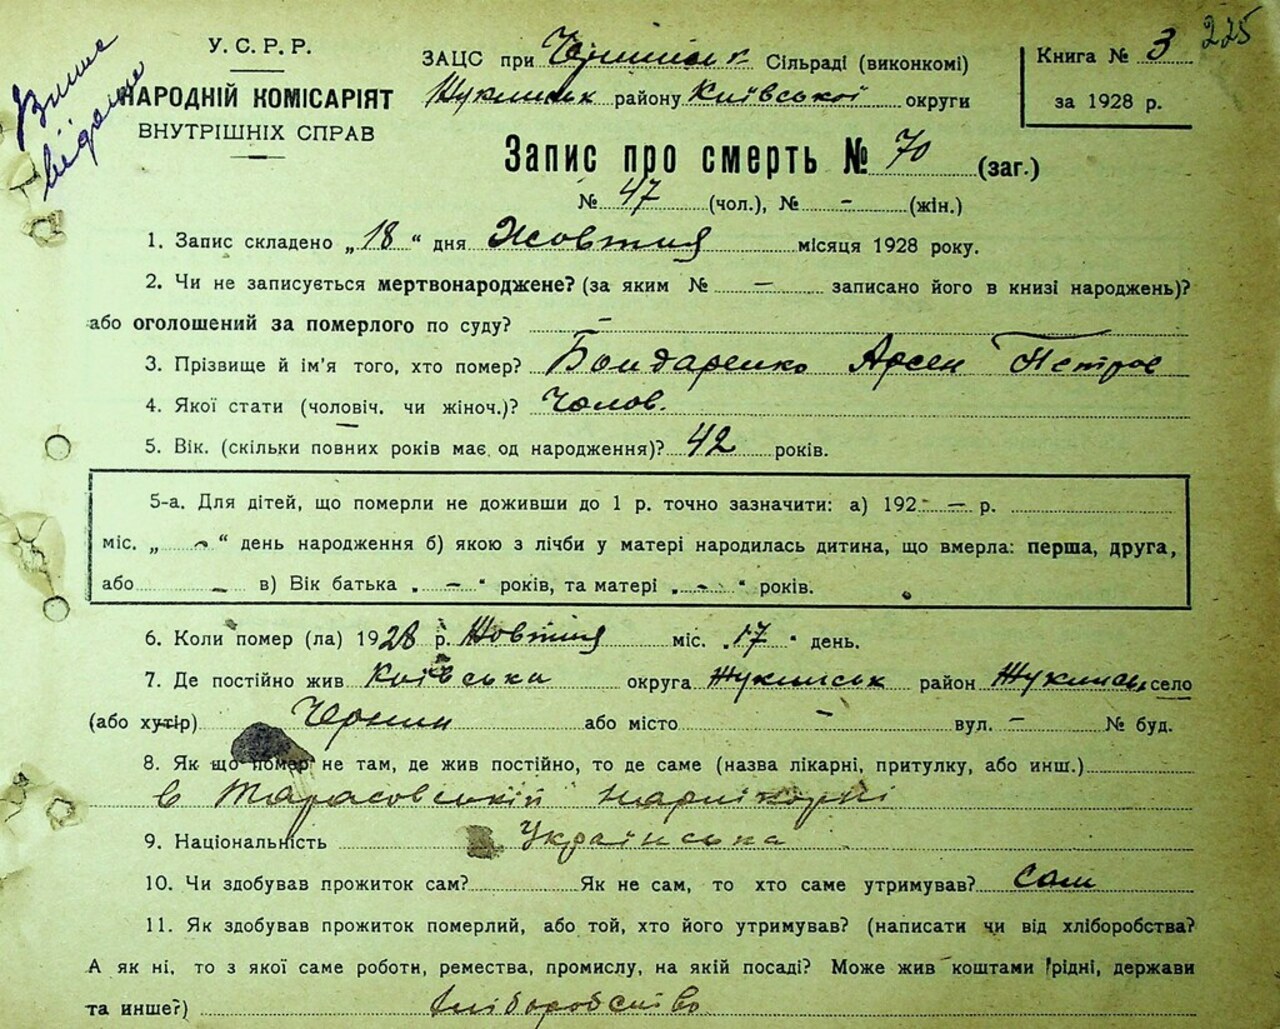 225
Випис
видано
У. С. Р. Р.
НАРОДНІЙ КОМІСАРІЯТ
ВНУТРІШНІХ СПРАВ
ЗАЦС при Чернинськ. Сільраді (виконкомі)
району Київської округи
Книга № 3
за 1928 р.
Запис про смерть № 70 (заг.)
№ 47 (чол.), № - (жін.)
1. Запис складено „18" дня Жовтня місяця 1928 року.
2. Чи не записується мертвонароджене? (за яким № — записано його в книзі народжень)?
або оголошений за померлого по суду? —
3. Прізвище й ім'я того, хто помер? Бондаренко Арсен Петров
4. Якої стати (чоловіч. чи жіноч.)? Чолов.
5. Вік. (скільки повних років має од народження)? 42 років.
5-а. Для дітей, що померли не доживши до 1 р. точно зазначити: а) 192 - — р.
міс. „ - " день народження б) якою з лічби у матері народилась дитина, що вмерла: перша, друга,
або - в) Вік батька „ — " років, та матері „ - " років.
6. Коли помер (ла) 1928 р. Жовтня міс. „17" день.
7. Де постійно жив Київська округа район село
(або хутір) Чернин або місто - вул. - № буд.
8. Як що помер не там, де жив постійно, то де саме (назва лікарні, притулку, або инш.)
в Тарасовській
9. Національність Українська
10. Чи здобував прожиток сам? Як не сам, то хто саме утримував? Сам
11. Як здобував прожиток померлий, або той, хто його утримував? (написати чи від хліборобства?
А як ні, то з якої саме роботи, ремества, промислу, на якій посаді? Може жив коштами рідні, держави
та инше?) хліборобство